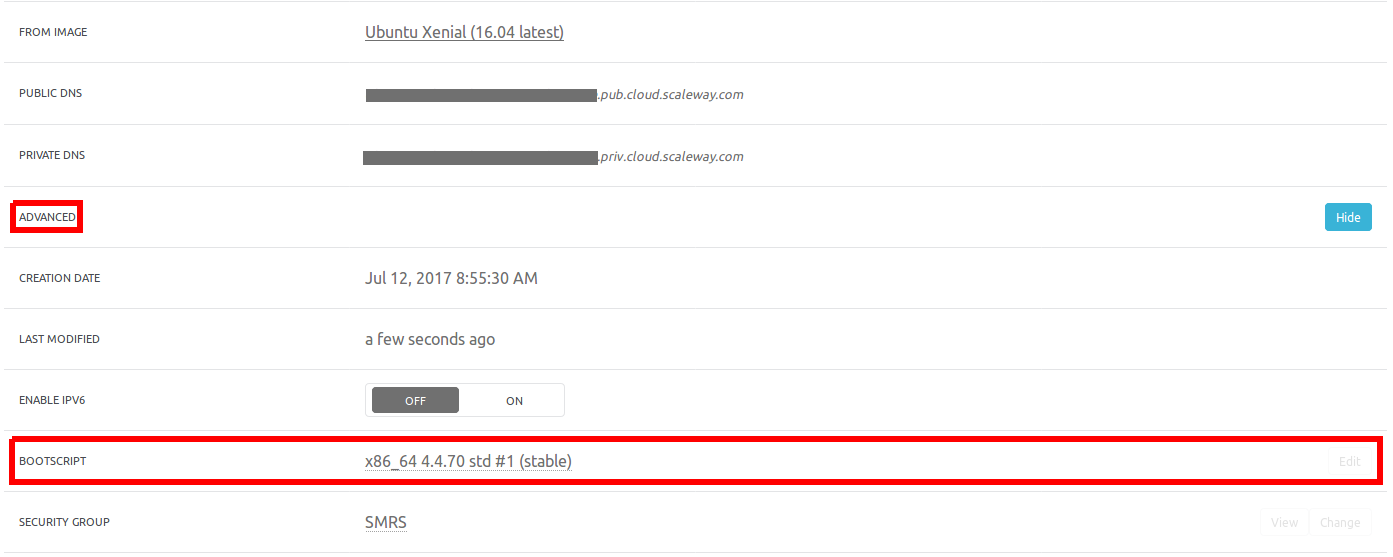 FROM IMAGE Ubuntu Xenial (16.04 latest)
PUBLIC DNS .pub.cloud.scaleway.com
PRIVATE DNS .priv.cloud.scaleway.com
ADVANCED Hide
CREATION DATE Jul 12, 2017 8:55:30 AM
LAST MODIFIED a few seconds ago
ENABLE IPV6 OFF ON
BOOTSCRIPT x86_64 4.4.70 std #1 (stable) Edit
SECURITY GROUP SMRS View Change